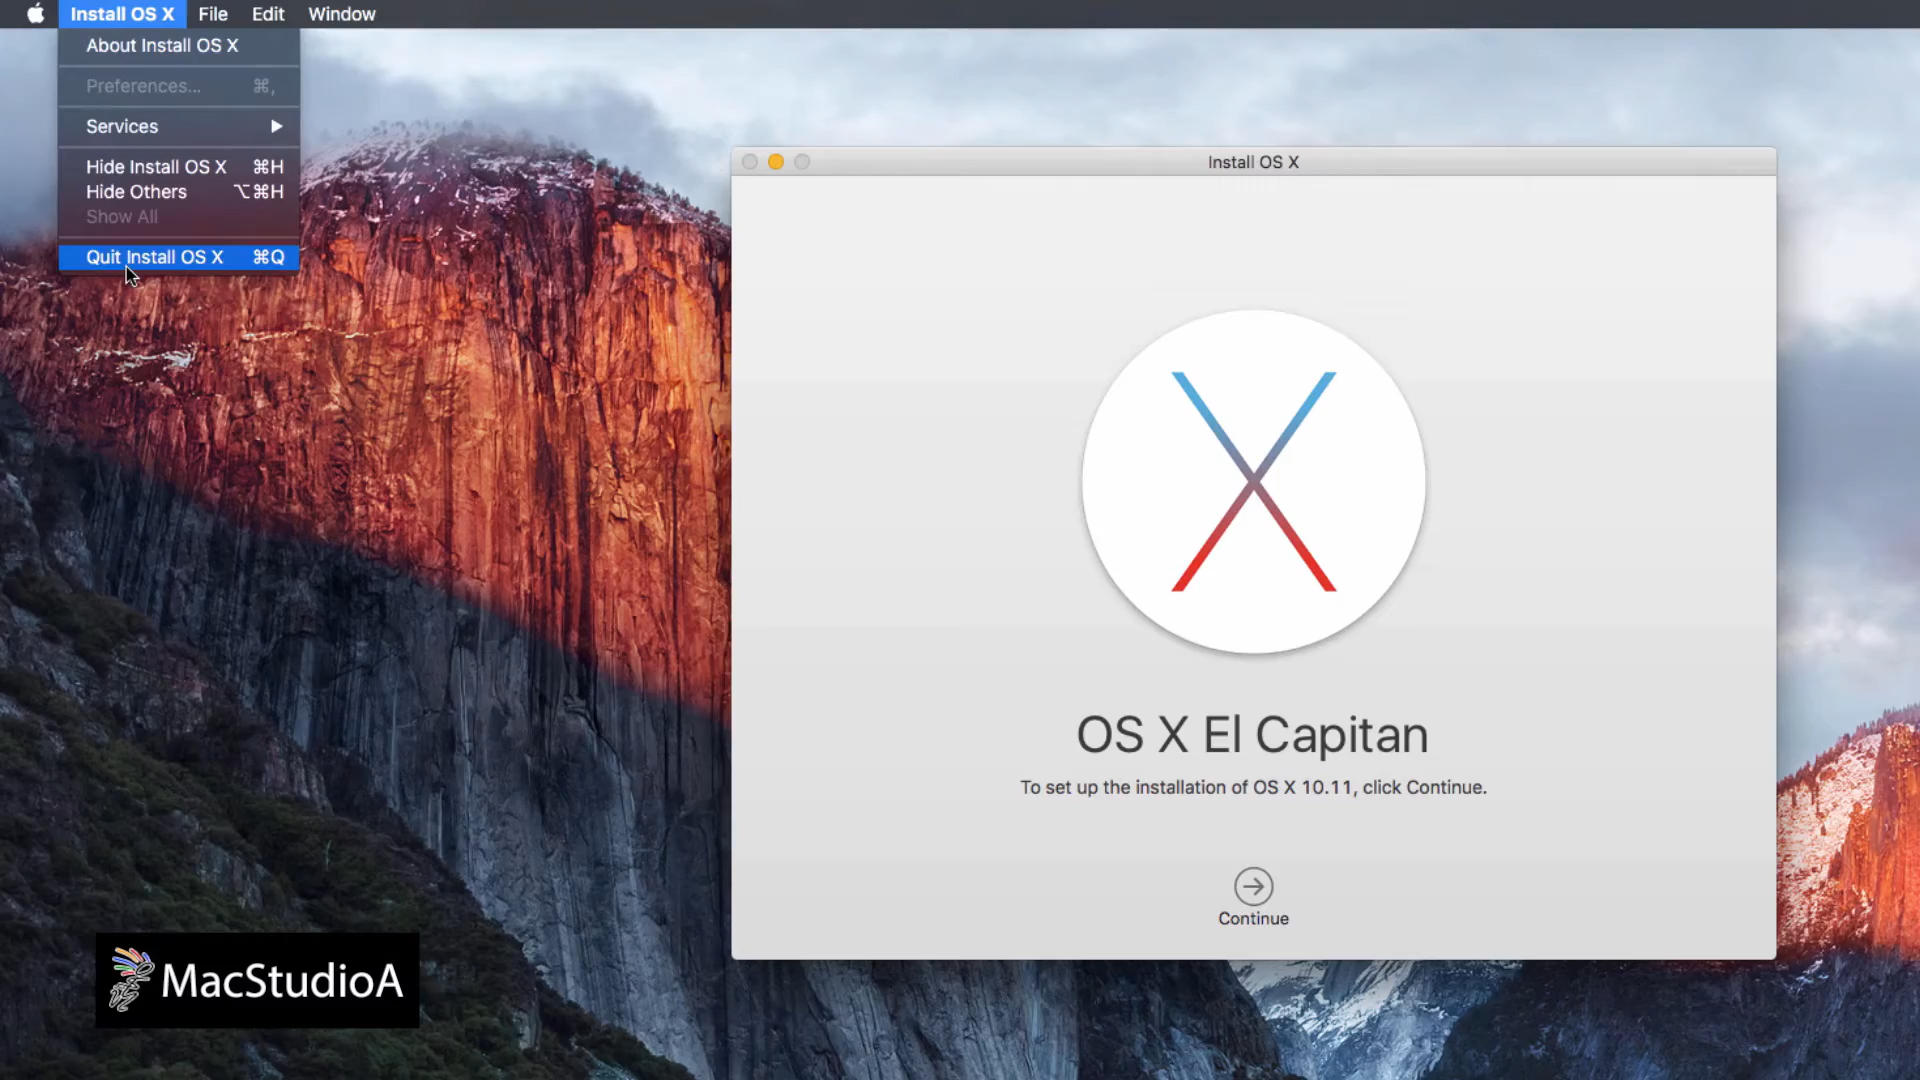 Install OS X File Edit Window
About Install OS X
Preferences... ⌘,
Services ▶
Hide Install OS X ⌘H
Hide Others ⌥⌘H
Show All
Quit Install OS X ⌘Q
Install OS X
OS X El Capitan
To set up the installation of OS X 10.11, click Continue.
Continue
MacStudioA